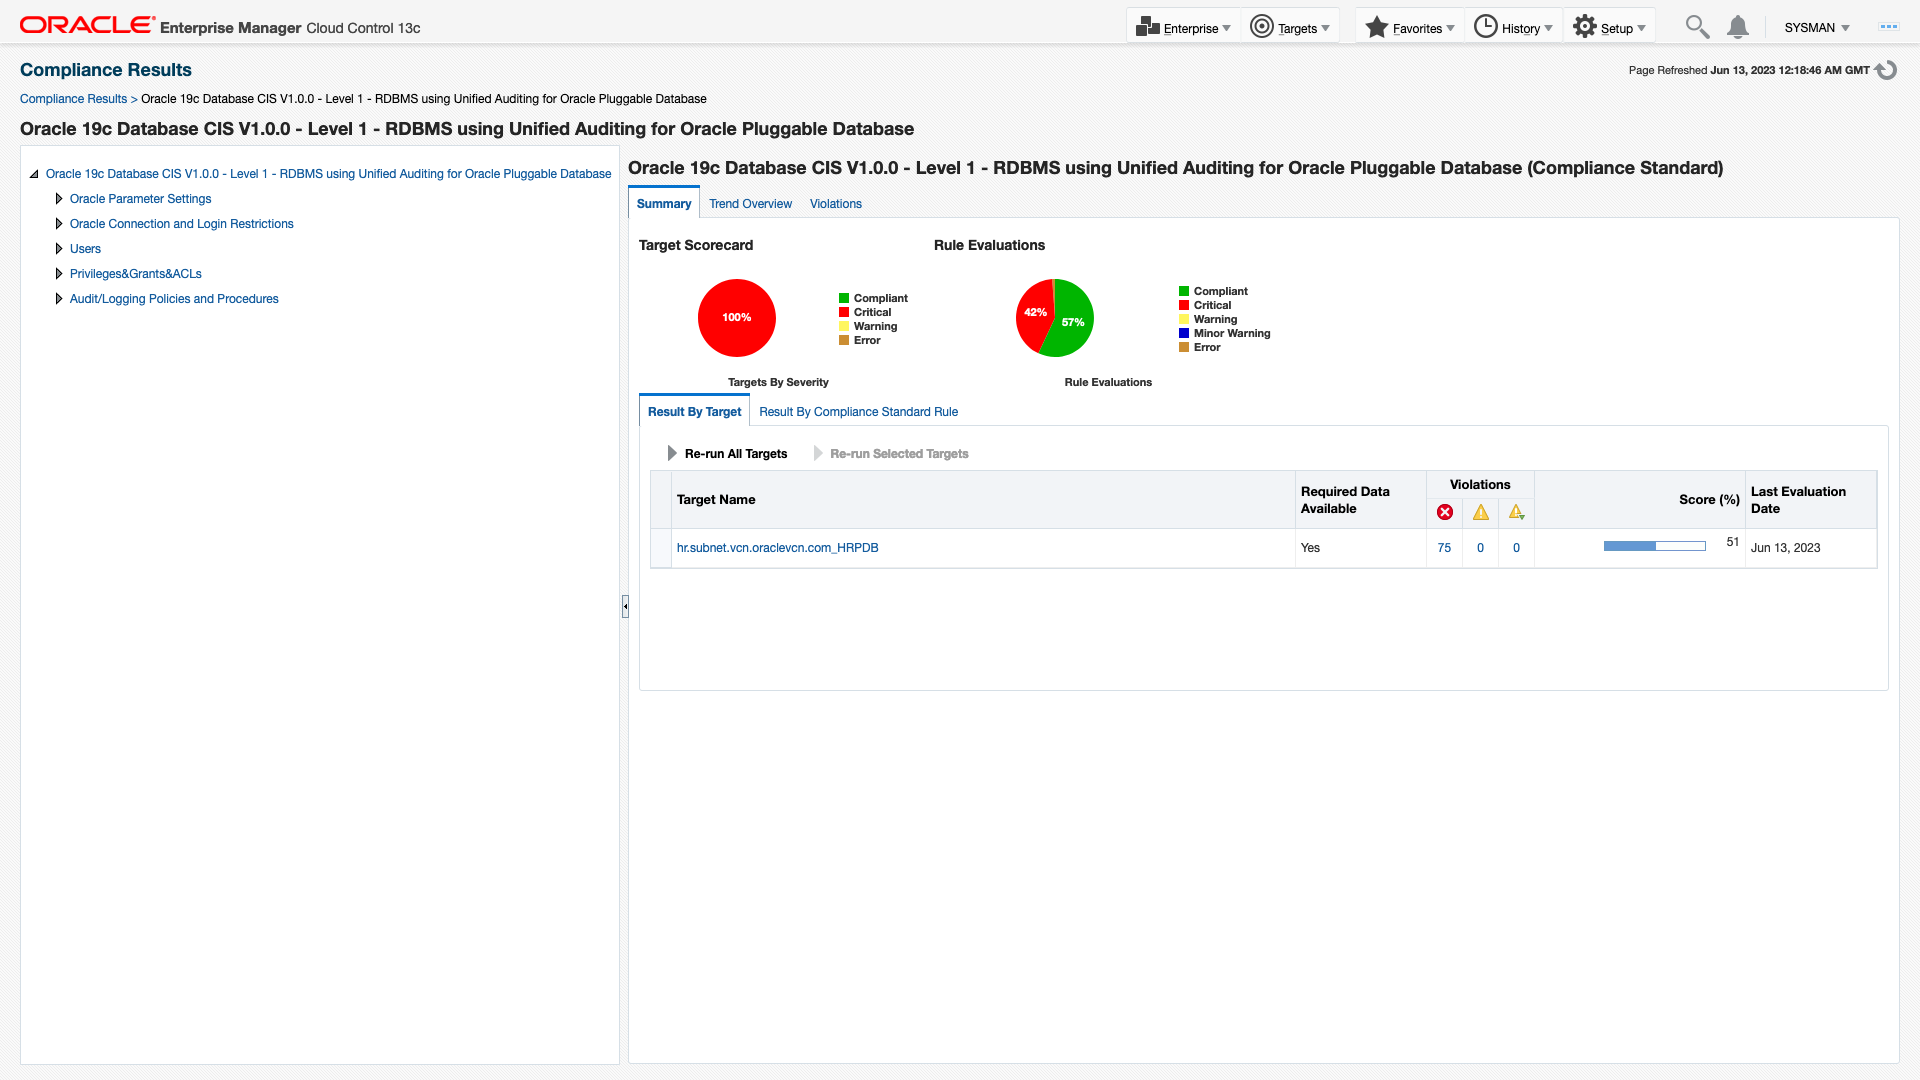 ORACLE Enterprise Manager Cloud Control 13c
Enterprise
Targets
Favorites
History
Setup
SYSMAN
Compliance Results
Page Refreshed Jun 13, 2023 12:18:46 AM GMT
Compliance Results > Oracle 19c Database CIS V1.0.0 - Level 1 - RDBMS using Unified Auditing for Oracle Pluggable Database
Oracle 19c Database CIS V1.0.0 - Level 1 - RDBMS using Unified Auditing for Oracle Pluggable Database
Oracle 19c Database CIS V1.0.0 - Level 1 - RDBMS using Unified Auditing for Oracle Pluggable Database
Oracle Parameter Settings
Oracle Connection and Login Restrictions
Users
Privileges&Grants&ACLs
Audit/Logging Policies and Procedures
Oracle 19c Database CIS V1.0.0 - Level 1 - RDBMS using Unified Auditing for Oracle Pluggable Database (Compliance Standard)
Summary
Trend Overview
Violations
Target Scorecard
100%
Compliant
Critical
Warning
Error
Targets By Severity
Rule Evaluations
42%
57%
Compliant
Critical
Warning
Minor Warning
Error
Rule Evaluations
Result By Target
Result By Compliance Standard Rule
Re-run All Targets
Re-run Selected Targets
Target Name
Required Data
Available
Violations
Score (%)
Last Evaluation
Date
hr.subnet.vcn.oraclevcn.com_HRPDB
Yes
75
0
0
51
Jun 13, 2023